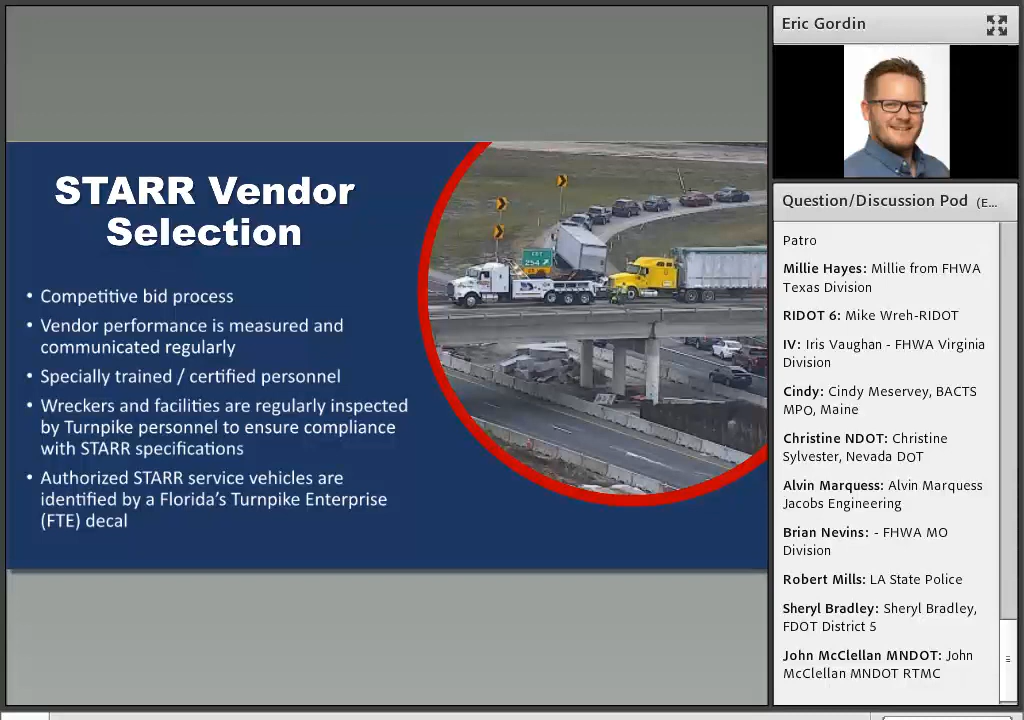 STARR Vendor
Selection
• Competitive bid process
• Vendor performance is measured and
communicated regularly
• Specially trained / certified personnel
• Wreckers and facilities are regularly inspected
by Turnpike personnel to ensure compliance
with STARR specifications
• Authorized STARR service vehicles are
identified by a Florida's Turnpike Enterprise
(FTE) decal
EXIT
254
Eric Gordin
Question/Discussion Pod (E...
Patro
Millie Hayes: Millie from FHWA
Texas Division
RIDOT 6: Mike Wreh-RIDOT
IV: Iris Vaughan - FHWA Virginia
Division
Cindy: Cindy Meservey, BACTS
MPO, Maine
Christine NDOT: Christine
Sylvester, Nevada DOT
Alvin Marquess: Alvin Marquess
Jacobs Engineering
Brian Nevins: - FHWA MO
Division
Robert Mills: LA State Police
Sheryl Bradley: Sheryl Bradley,
FDOT District 5
John McClellan MNDOT: John
McClellan MNDOT RTMC